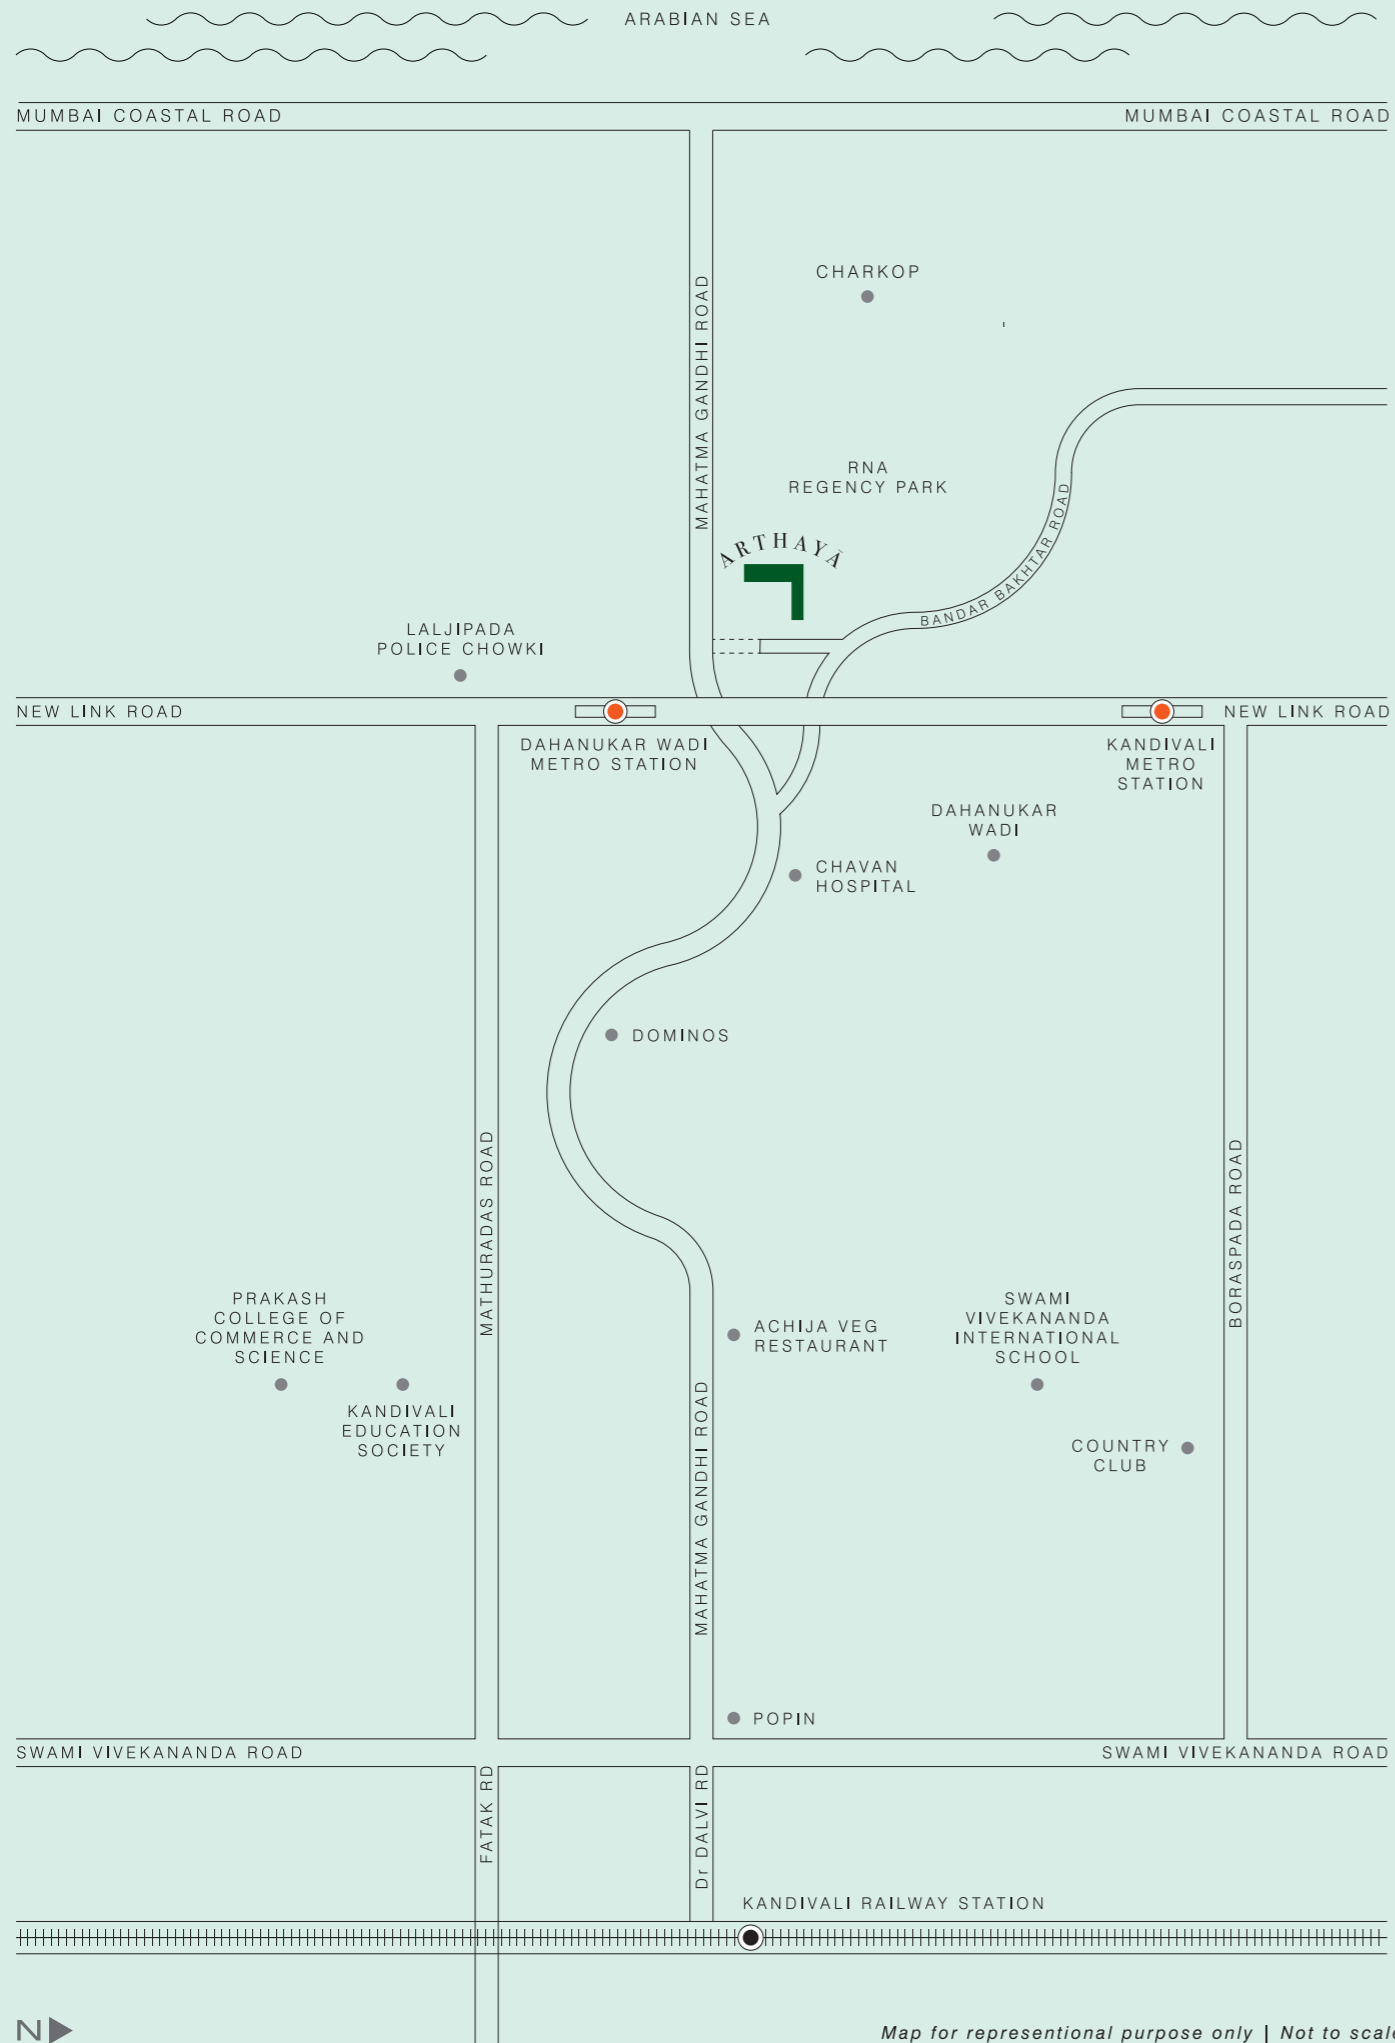 ARABIAN SEA
MUMBAI COASTAL ROAD
MUMBAI COASTAL ROAD
MAHATMA GANDHI ROAD
CHARKOP
RNA
REGENCY PARK
ARTHAYĀ
BANDAR BAKHTAR ROAD
LALJIPADA
POLICE CHOWKI
NEW LINK ROAD
NEW LINK ROAD
DAHANUKAR WADI
METRO STATION
KANDIVALI
METRO
STATION
DAHANUKAR
WADI
CHAVAN
HOSPITAL
DOMINOS
MATHURADAS ROAD
BORASPADA ROAD
PRAKASH
COLLEGE OF
COMMERCE AND
SCIENCE
KANDIVALI
EDUCATION
SOCIETY
ACHIJA VEG
RESTAURANT
SWAMI
VIVEKANANDA
INTERNATIONAL
SCHOOL
MAHATMA GANDHI ROAD
COUNTRY
CLUB
POPIN
SWAMI VIVEKANANDA ROAD
SWAMI VIVEKANANDA ROAD
FATAK RD
Dr DALVI RD
KANDIVALI RAILWAY STATION
N
Map for representional purpose only | Not to scale